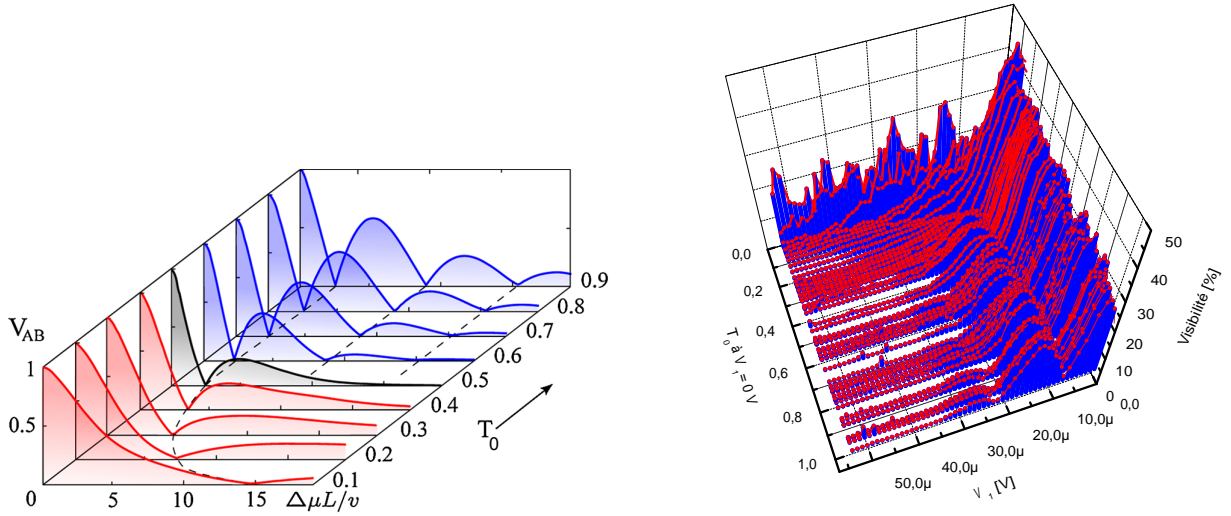 V_AB
1
0.5
0
5
10
15
ΔμL/v
0.1
0.2
0.3
0.4
0.5
0.6
0.7
0.8
0.9
T_0
0,0
0,2
0,4
0,6
0,8
1,0
T_0 à V_1=0 V
50,0µ
40,0µ
30,0µ
20,0µ
10,0µ
0,0
V_1 [V]
0
10
20
30
40
50
Visibilité [%]